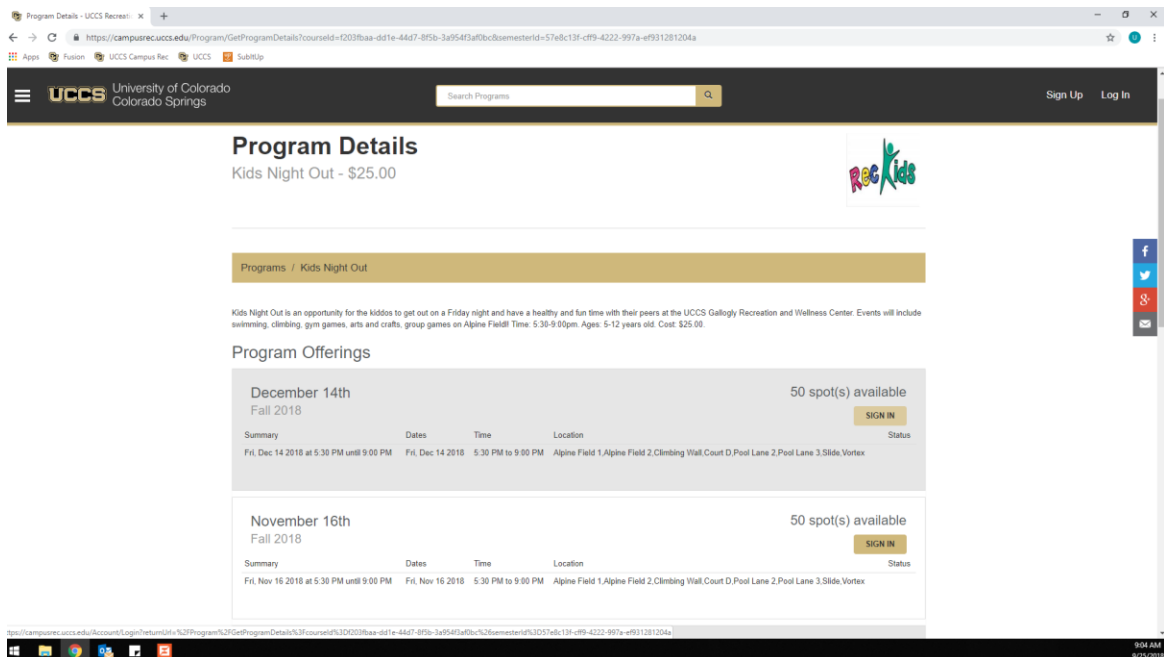 Program Details - UCCS Recreati
https://campusrec.uccs.edu/Program/GetProgramDetails?courseId=f203fbaa-dd1e-44d7-8f5b-3a954f3af0bc&semesterId=57e8c13f-cff9-4222-997a-ef931281204a
Apps Fusion UCCS Campus Rec UCCS SubItUp
UCCS University of Colorado
Colorado Springs
Search Programs
Sign Up Log In
Program Details
Kids Night Out - $25.00
Rec Kids
Programs / Kids Night Out
Kids Night Out is an opportunity for the kiddos to get out on a Friday night and have a healthy and fun time with their peers at the UCCS Gallogly Recreation and Wellness Center. Events will include
swimming, climbing, gym games, arts and crafts, group games on Alpine Field!! Time: 5:30-9:00pm. Ages: 5-12 years old. Cost: $25.00.
Program Offerings
December 14th 50 spot(s) available
Fall 2018 SIGN IN
Summary Dates Time Location Status
Fri, Dec 14 2018 at 5:30 PM until 9:00 PM Fri, Dec 14 2018 5:30 PM to 9:00 PM Alpine Field 1,Alpine Field 2,Climbing Wall,Court D,Pool Lane 2,Pool Lane 3,Slide,Vortex
November 16th 50 spot(s) available
Fall 2018 SIGN IN
Summary Dates Time Location Status
Fri, Nov 16 2018 at 5:30 PM until 9:00 PM Fri, Nov 16 2018 5:30 PM to 9:00 PM Alpine Field 1,Alpine Field 2,Climbing Wall,Court D,Pool Lane 2,Pool Lane 3,Slide,Vortex
ttps://campusrec.uccs.edu/Account/Login?returnUrl=%2FProgram%2FGetProgramDetails%3FcourseId%3Df203fbaa-dd1e-44d7-8f5b-3a954f3af0bc%26semesterId%3D57e8c13f-cff9-4222-997a-ef931281204a
9:04 AM
9/25/2018